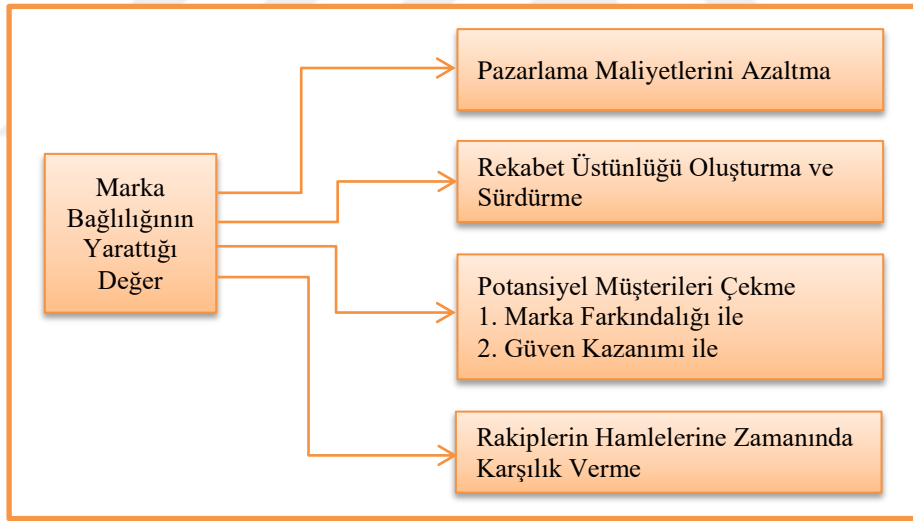 Marka
Bağlılığının
Yarattığı
Değer
Pazarlama Maliyetlerini Azaltma
Rekabet Üstünlüğü Oluşturma ve
Sürdürme
Potansiyel Müşterileri Çekme
1. Marka Farkındalığı ile
2. Güven Kazanımı ile
Rakiplerin Hamlelerine Zamanında
Karşılık Verme